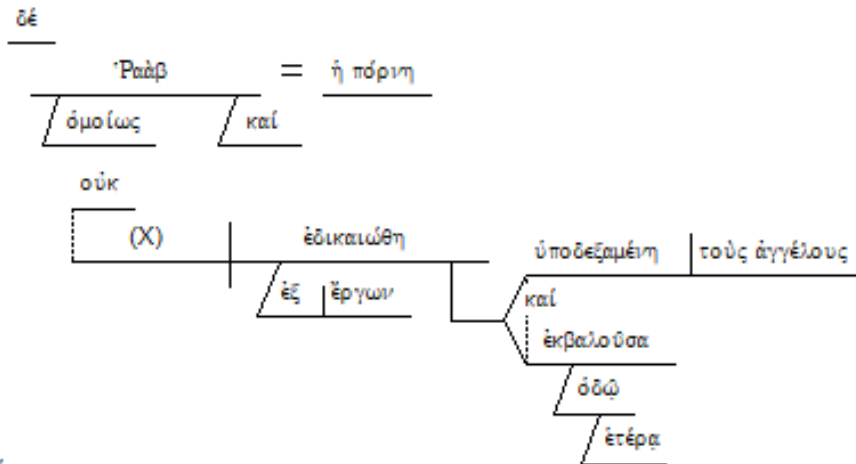 δέ
Ῥαὰβ = ἡ πόρνη
ὁμοίως καί
οὐκ
(X) ἐδικαιώθη
ὑποδεξαμένη τοὺς ἀγγέλους
ἐξ ἔργων
καί
ἐκβαλοῦσα
ὁδῷ
ἑτέρᾳ